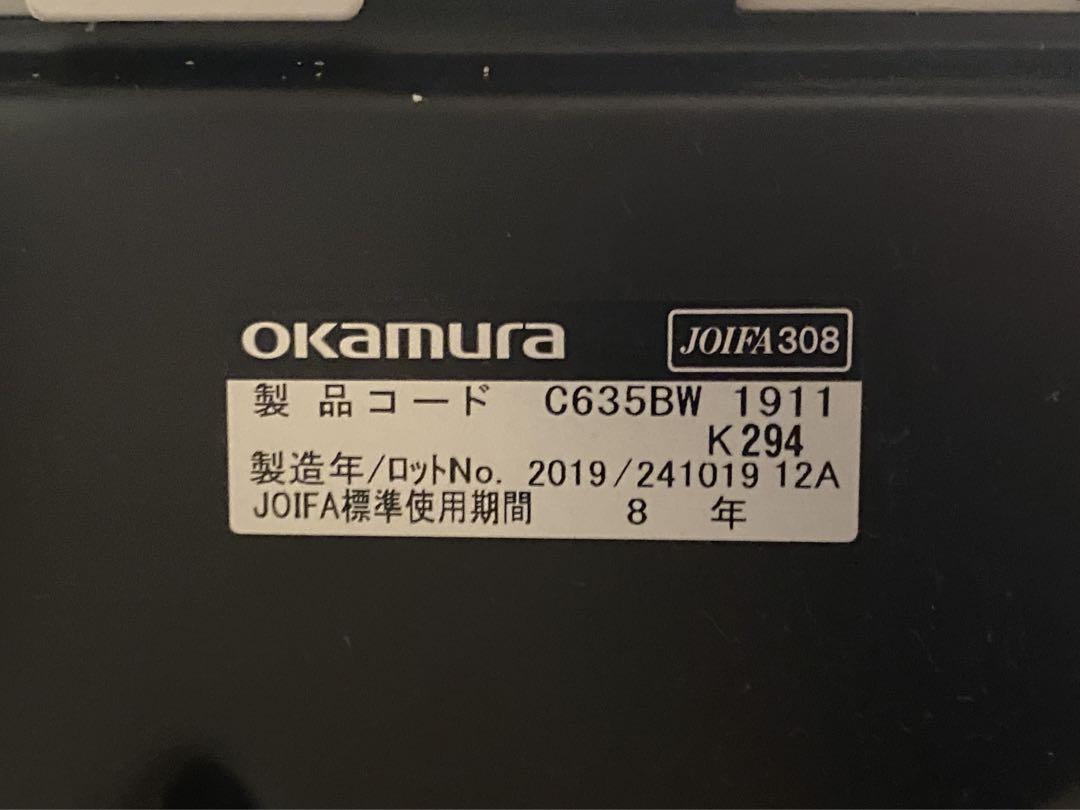 okamura JOIFA308
製品コード C635BW 1911
K294
製造年/ロットNo. 2019/241019 12A
JOIFA標準使用期間 8 年